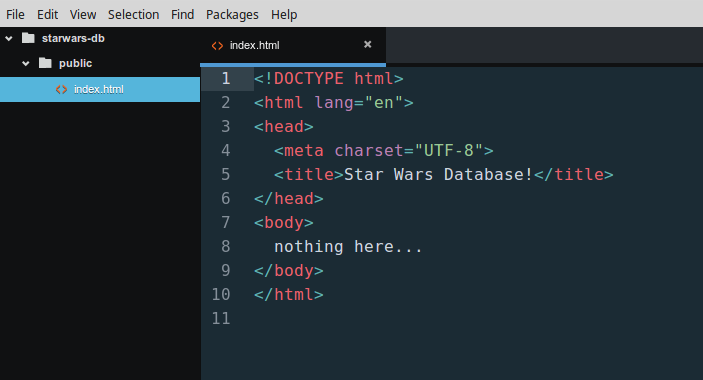 File Edit View Selection Find Packages Help
starwars-db
public
index.html
index.html ×
1 <!DOCTYPE html>
2 <html lang="en">
3 <head>
4   <meta charset="UTF-8">
5   <title>Star Wars Database!</title>
6 </head>
7 <body>
8   nothing here...
9 </body>
10 </html>
11